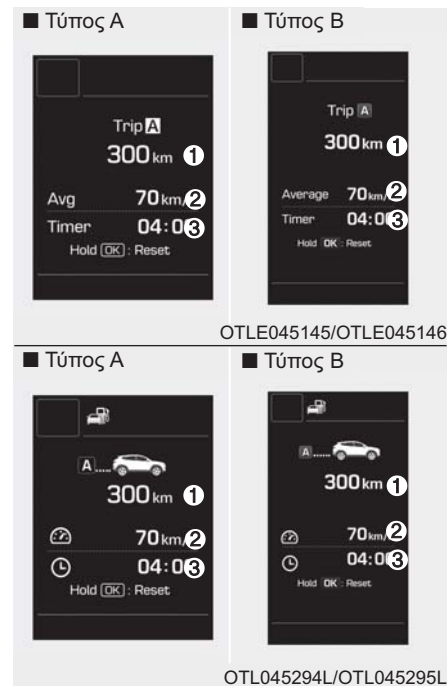 ■ Τύπος A
■ Τύπος B
Trip A
300 km 1
Avg 70 km/ 2
Timer 04:0 3
Hold OK : Reset
Trip A
300 km 1
Average 70 km/ 2
Timer 04:0 3
Hold OK : Reset
OTLE045145/OTLE045146
■ Τύπος A
■ Τύπος B
A.....
300 km 1
70 km/ 2
04:0 3
Hold OK : Reset
A.....
300 km 1
70 km/ 2
04:0 3
Hold OK : Reset
OTL045294L/OTL045295L